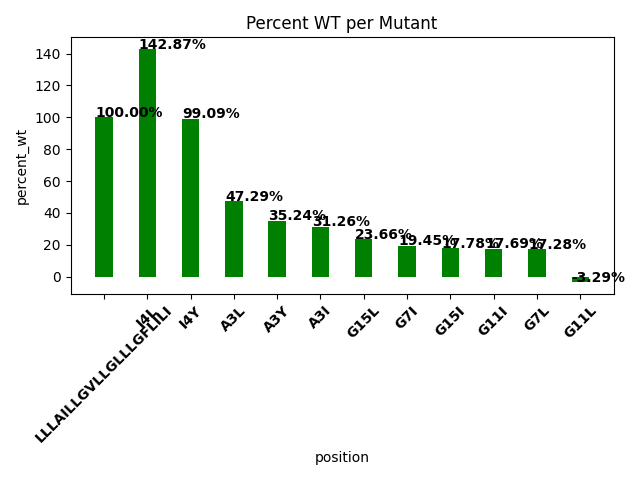 Percent WT per Mutant
percent_wt
140
120
100
80
60
40
20
0
100.00%
142.87%
99.09%
47.29%
35.24%
31.26%
23.66%
19.45%
17.78%
17.69%
17.28%
-3.29%
LLLAILLGVLLGLLLGFLILI
I4L
I4Y
A3L
A3Y
A3I
G15L
G7I
G15I
G11I
G7L
G11L
position